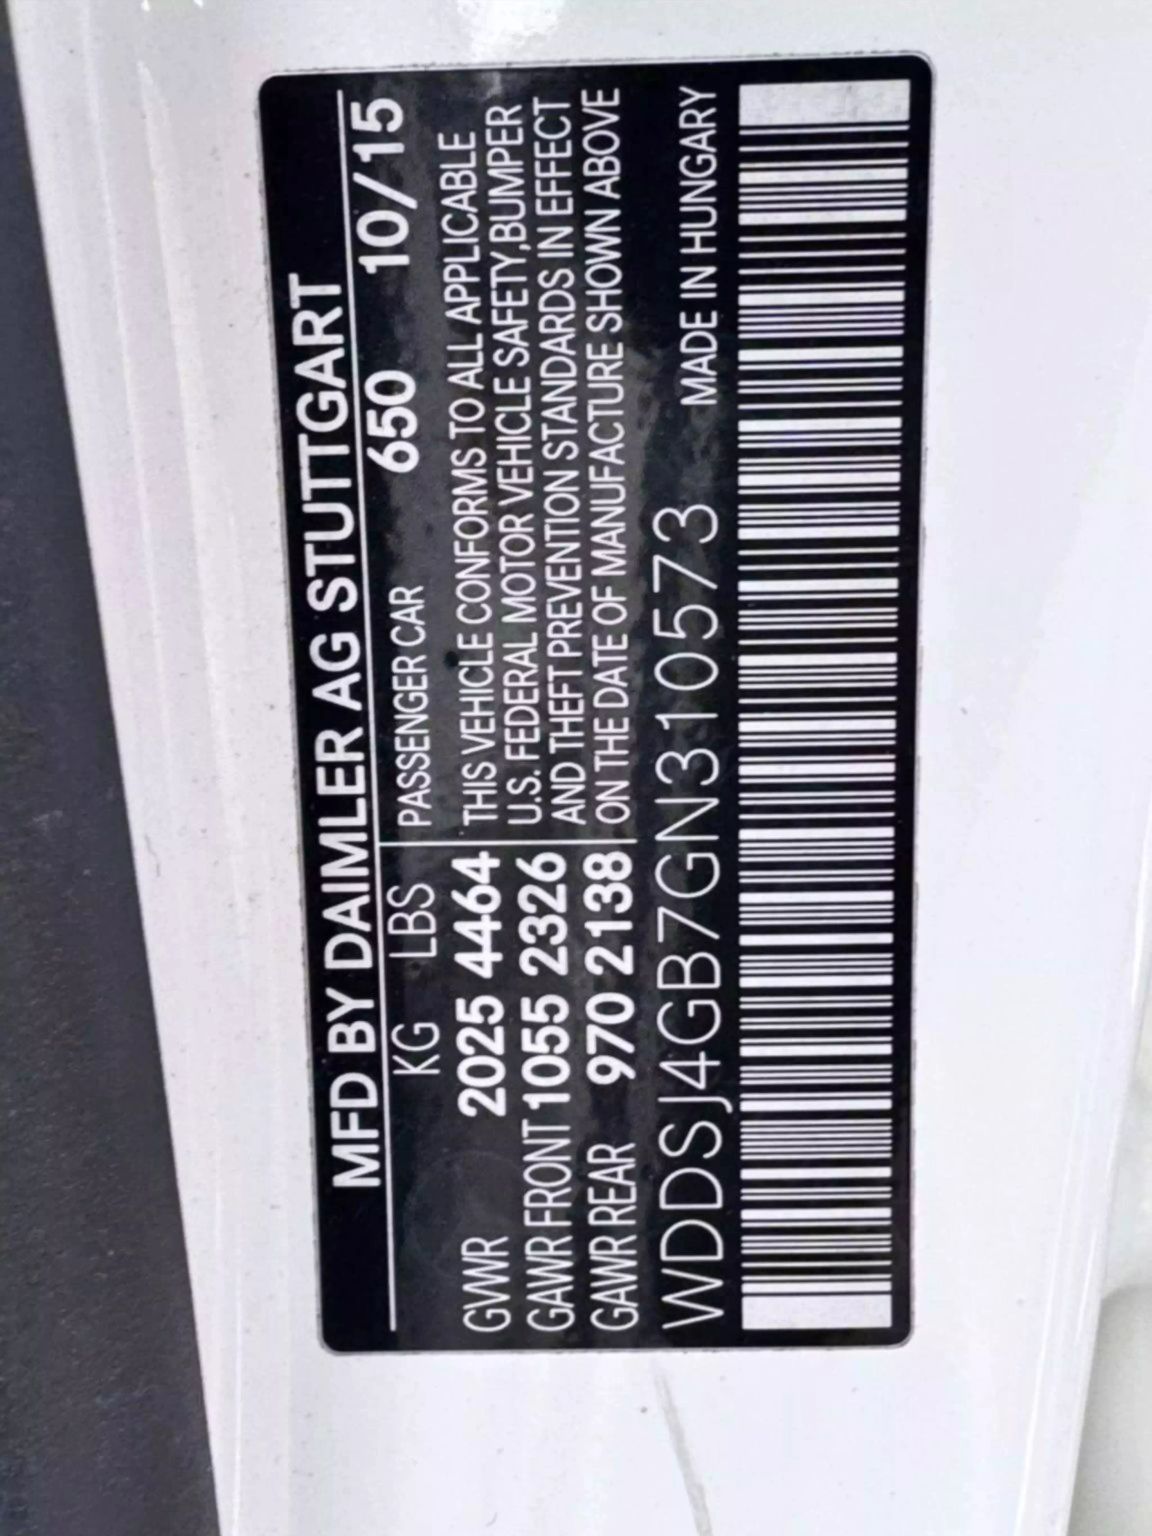 MFD BY DAIMLER AG STUTTGART
KG LBS PASSENGER CAR 650 10/15
GVWR 2025 4464 THIS VEHICLE CONFORMS TO ALL APPLICABLE
GAWR FRONT 1055 2326 U.S. FEDERAL MOTOR VEHICLE SAFETY,BUMPER
GAWR REAR 970 2138 AND THEFT PREVENTION STANDARDS IN EFFECT
ON THE DATE OF MANUFACTURE SHOWN ABOVE
WDDSJ4GB7GN310573 MADE IN HUNGARY